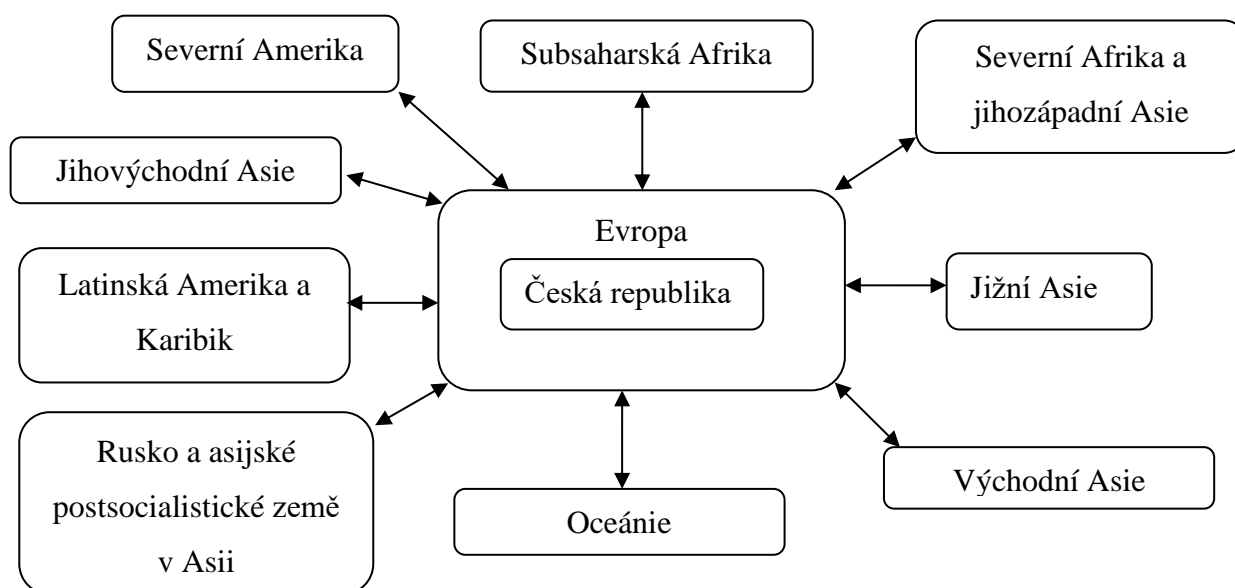 Severní Amerika
Subsaharská Afrika
Severní Afrika a
jihozápadní Asie
Jihovýchodní Asie
Evropa
Česká republika
Latinská Amerika a
Karibik
Jižní Asie
Rusko a asijské
postsocialistické země
v Asii
Oceánie
Východní Asie